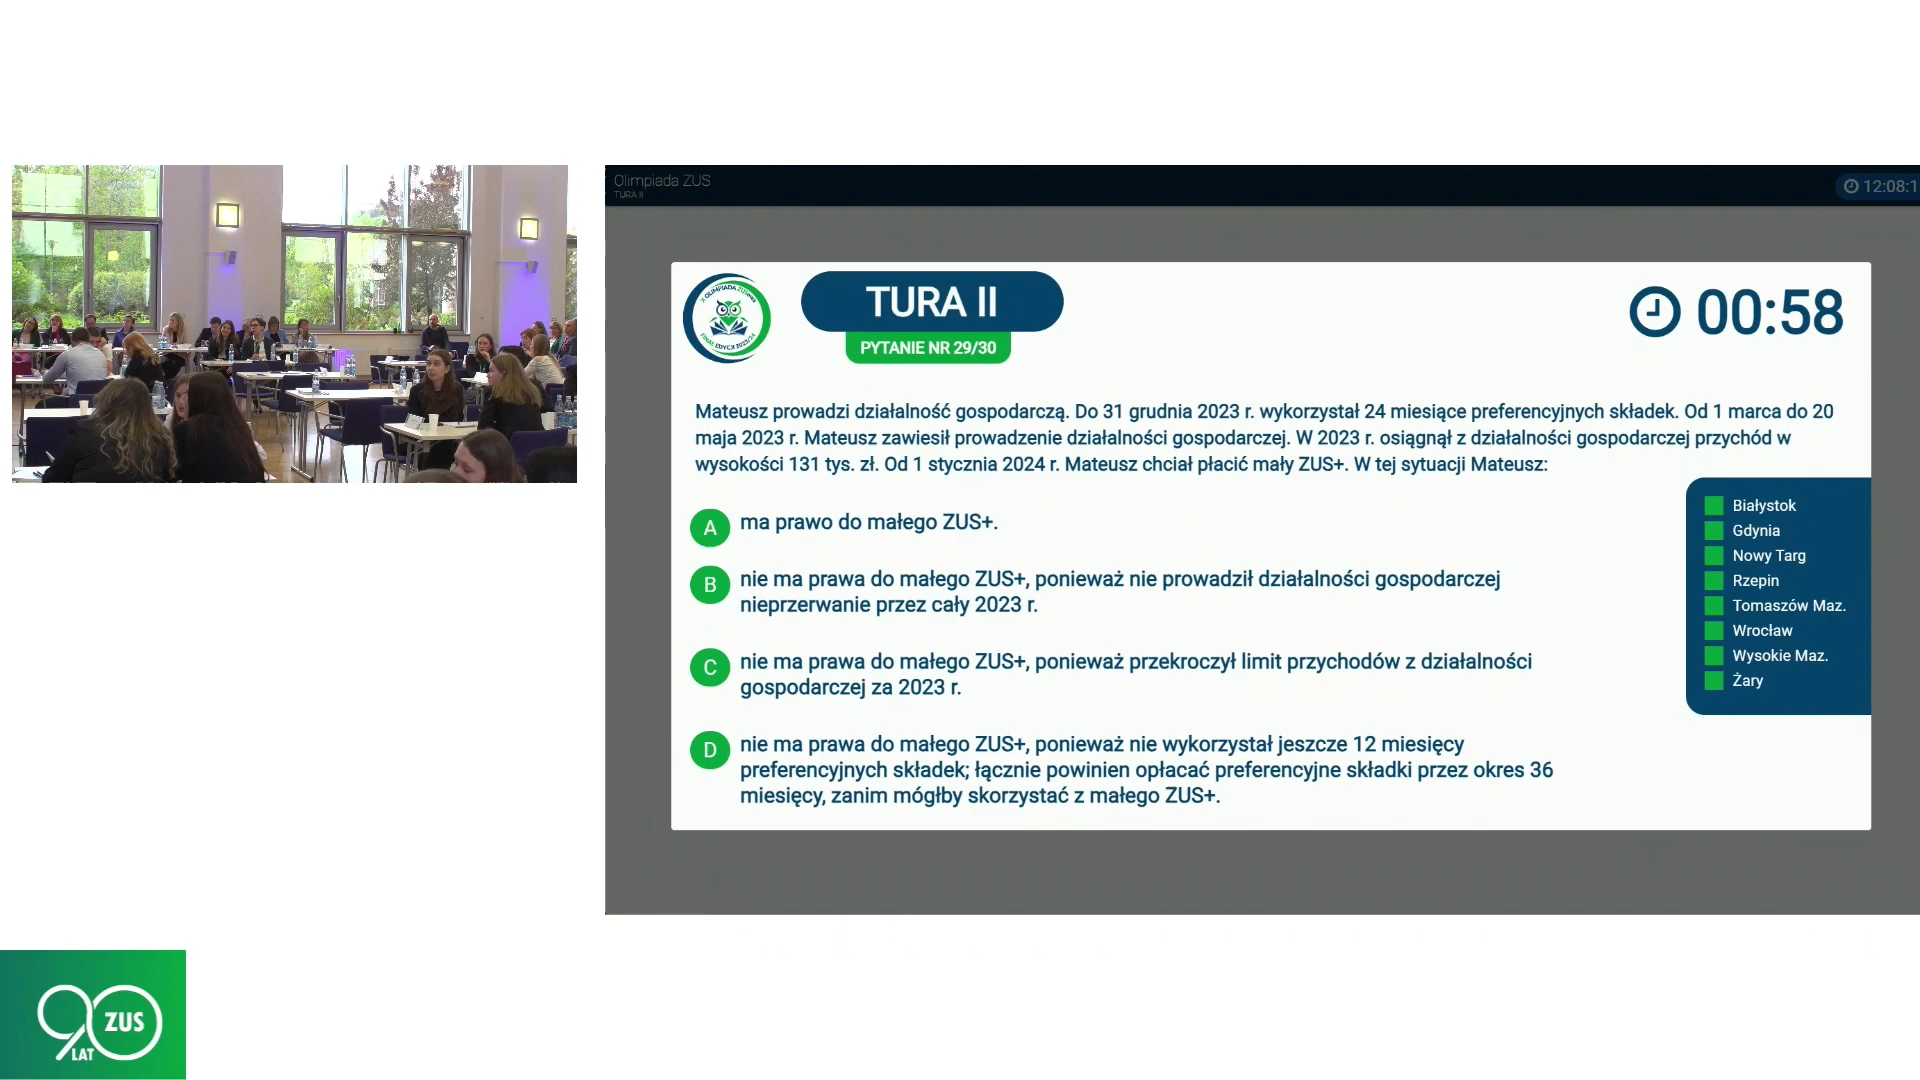 Olimpiada ZUS
TURA II
12:08:1
TURA II
PYTANIE NR 29/30
00:58
Mateusz prowadzi działalność gospodarczą. Do 31 grudnia 2023 r. wykorzystał 24 miesiące preferencyjnych składek. Od 1 marca do 20
maja 2023 r. Mateusz zawiesił prowadzenie działalności gospodarczej. W 2023 r. osiągnął z działalności gospodarczej przychód w
wysokości 131 tys. zł. Od 1 stycznia 2024 r. Mateusz chciał płacić mały ZUS+. W tej sytuacji Mateusz:
A ma prawo do małego ZUS+.
B nie ma prawa do małego ZUS+, ponieważ nie prowadził działalności gospodarczej
nieprzerwanie przez cały 2023 r.
C nie ma prawa do małego ZUS+, ponieważ przekroczył limit przychodów z działalności
gospodarczej za 2023 r.
D nie ma prawa do małego ZUS+, ponieważ nie wykorzystał jeszcze 12 miesięcy
preferencyjnych składek; łącznie powinien opłacać preferencyjne składki przez okres 36
miesięcy, zanim mógłby skorzystać z małego ZUS+.
Białystok
Gdynia
Nowy Targ
Rzepin
Tomaszów Maz.
Wrocław
Wysokie Maz.
Żary
90 LAT ZUS